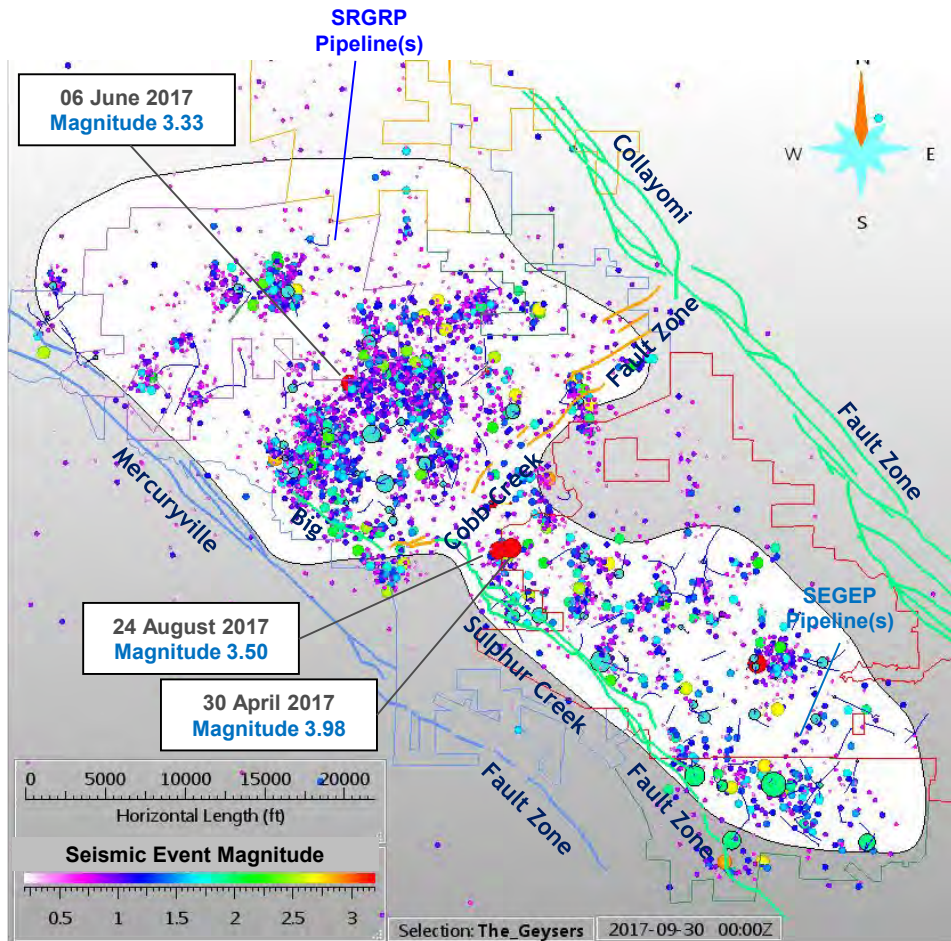 SRGRP
Pipeline(s)
06 June 2017
Magnitude 3.33
N
W
E
S
Collayomi
Fault Zone
Fault Zone
Mercuryville
Big
Cobb Creek
24 August 2017
Magnitude 3.50
SEGEP
Pipeline(s)
Sulphur Creek
30 April 2017
Magnitude 3.98
Fault Zone
Fault Zone
0 5000 10000 15000 20000
Horizontal Length (ft)
Seismic Event Magnitude
0.5 1 1.5 2 2.5 3
Selection: The_Geysers 2017-09-30 00:00Z